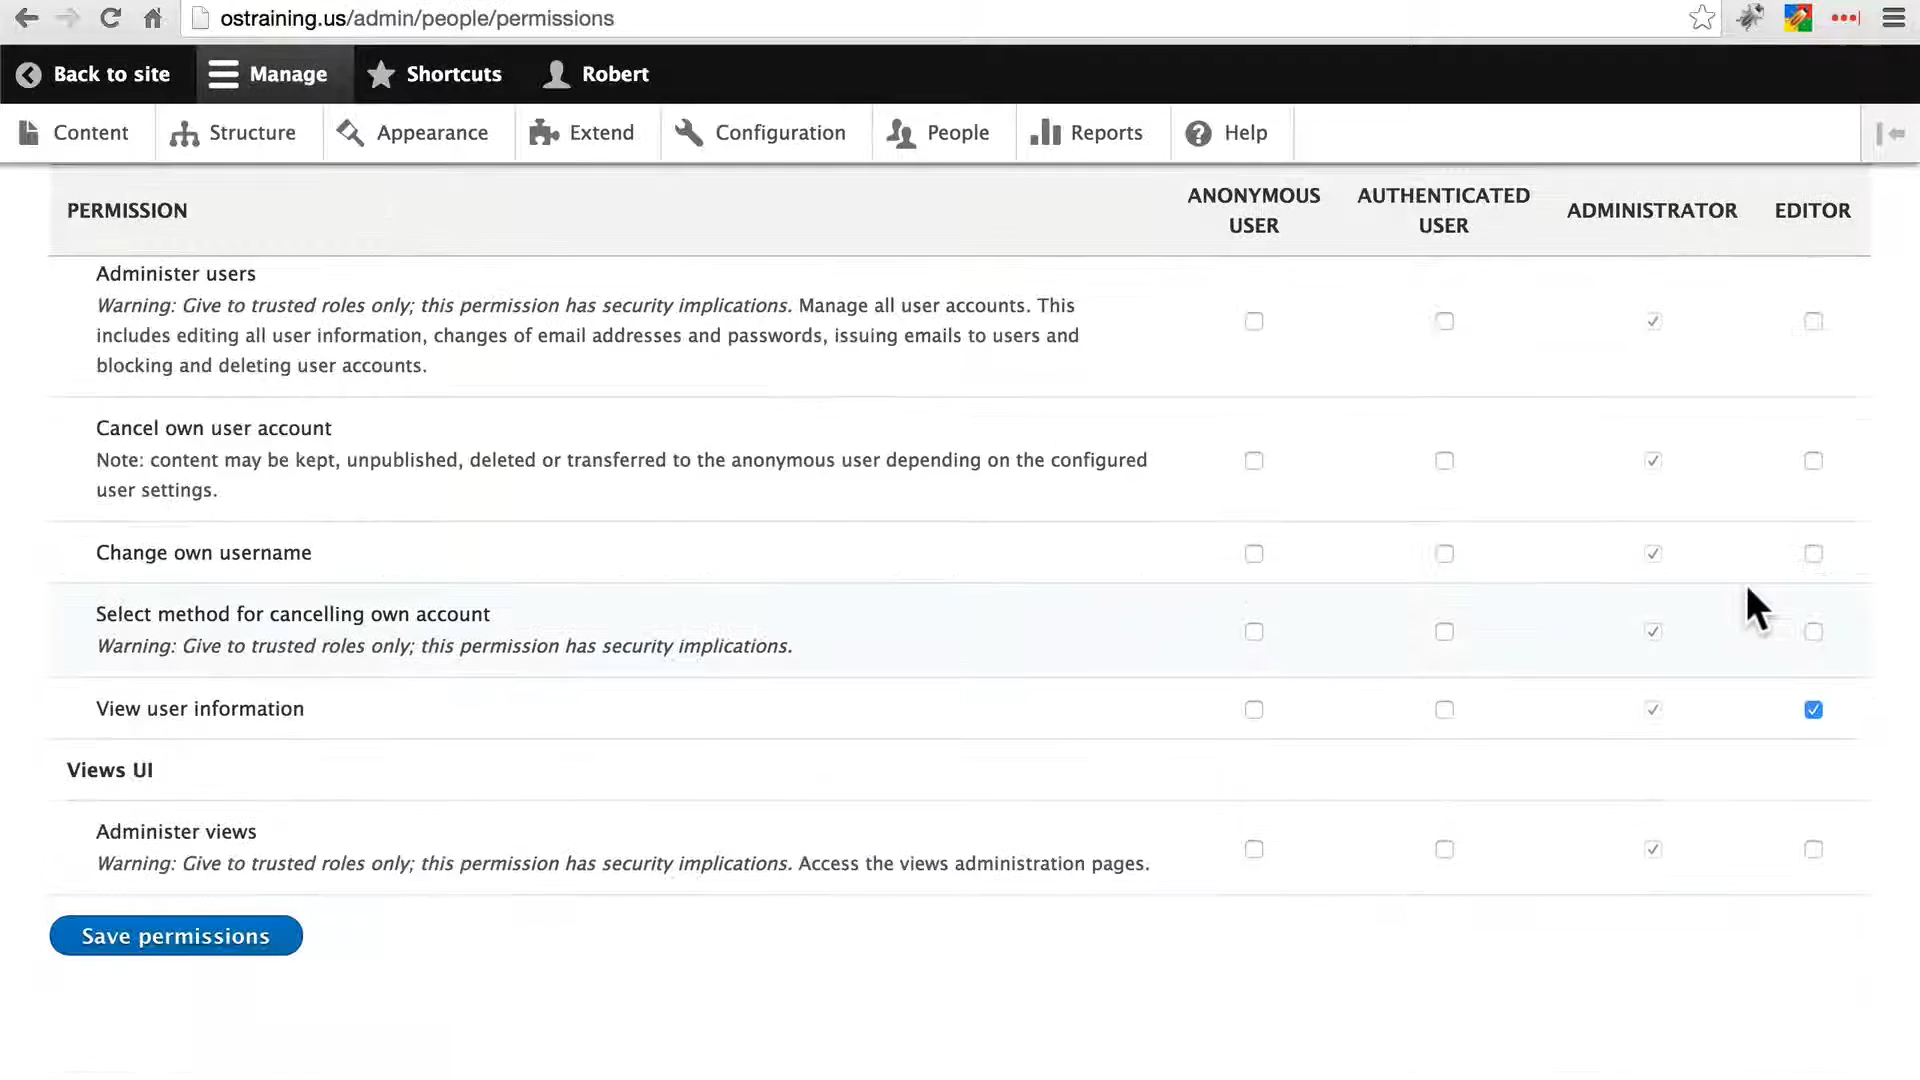 ostraining.us/admin/people/permissions
Back to site Manage Shortcuts Robert
Content Structure Appearance Extend Configuration People Reports Help
PERMISSION ANONYMOUS USER AUTHENTICATED USER ADMINISTRATOR EDITOR
Administer users
Warning: Give to trusted roles only; this permission has security implications. Manage all user accounts. This
includes editing all user information, changes of email addresses and passwords, issuing emails to users and
blocking and deleting user accounts.
Cancel own user account
Note: content may be kept, unpublished, deleted or transferred to the anonymous user depending on the configured
user settings.
Change own username
Select method for cancelling own account
Warning: Give to trusted roles only; this permission has security implications.
View user information
Views UI
Administer views
Warning: Give to trusted roles only; this permission has security implications. Access the views administration pages.
Save permissions